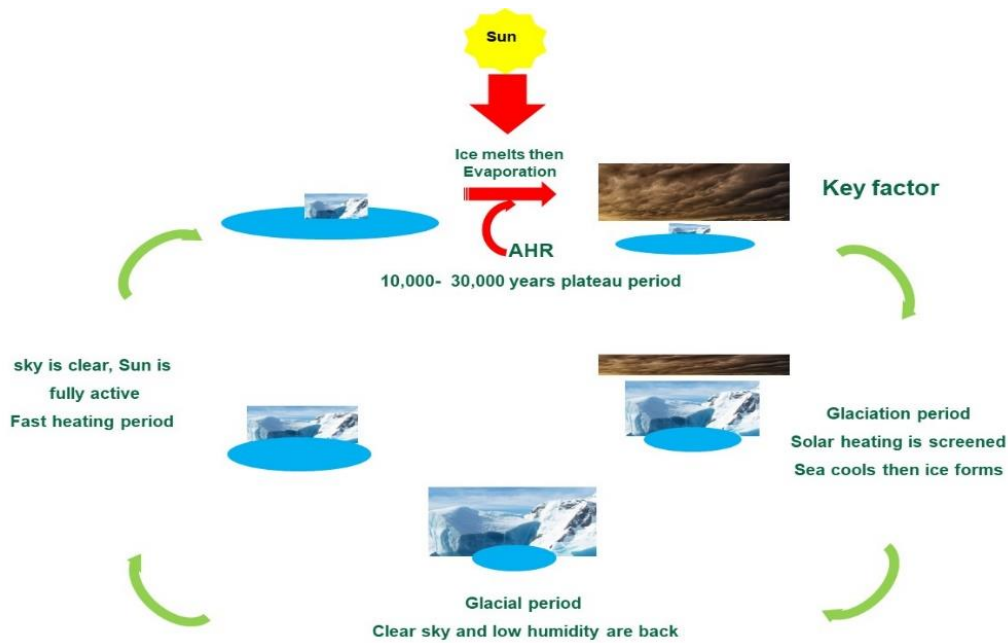 Sun
Ice melts then
Evaporation
Key factor
AHR
10,000- 30,000 years plateau period
sky is clear, Sun is
fully active
Fast heating period
Glaciation period
Solar heating is screened
Sea cools then ice forms
Glacial period
Clear sky and low humidity are back